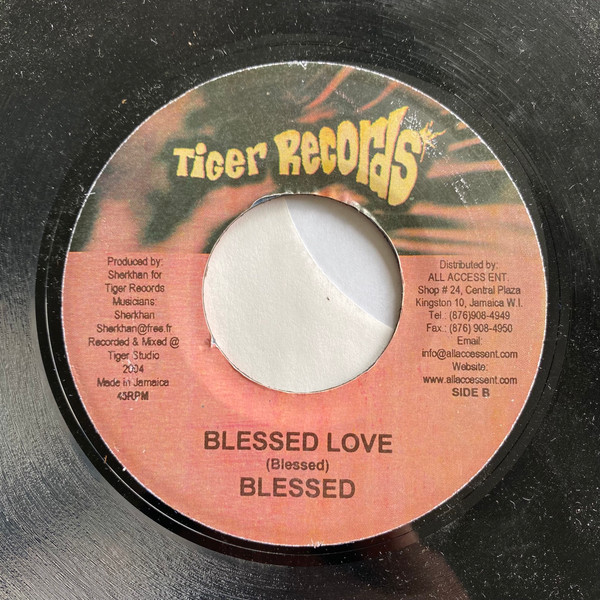 Tiger Records
Produced by:
Sherkhan for
Tiger Records
Musicians:
Sherkhan
Sherkhan@free.fr
Recorded & Mixed @
Tiger Studio
2004
Made in Jamaica
45RPM
Distributed by:
ALL ACCESS ENT.
Shop # 24, Central Plaza
Kingston 10, Jamaica W.I.
Tel.: (876)908-4949
Fax.: (876) 908-4950
Email:
info@allaccessent.com
Website:
www.allaccessent.com
SIDE B
BLESSED LOVE
(Blessed)
BLESSED